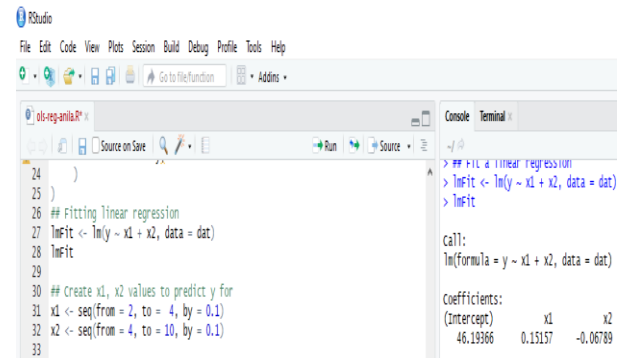 RStudio
File Edit Code View Plots Session Build Debug Profile Tools Help
Go to file/function Addins
ols-reg-anila.R*
Source on Save Run Source
24 )
25 )
26 ## Fitting linear regression
27 lmFit <- lm(y ~ x1 + x2, data = dat)
28 lmFit
29
30 ## Create x1, x2 values to predict y for
31 x1 <- seq(from = 2, to = 4, by = 0.1)
32 x2 <- seq(from = 4, to = 10, by = 0.1)
33
Console Terminal
~/
> ## Fit a linear regression
> lmFit <- lm(y ~ x1 + x2, data = dat)
> lmFit
Call:
lm(formula = y ~ x1 + x2, data = dat)
Coefficients:
(Intercept) x1 x2
46.19366 0.15157 -0.06789